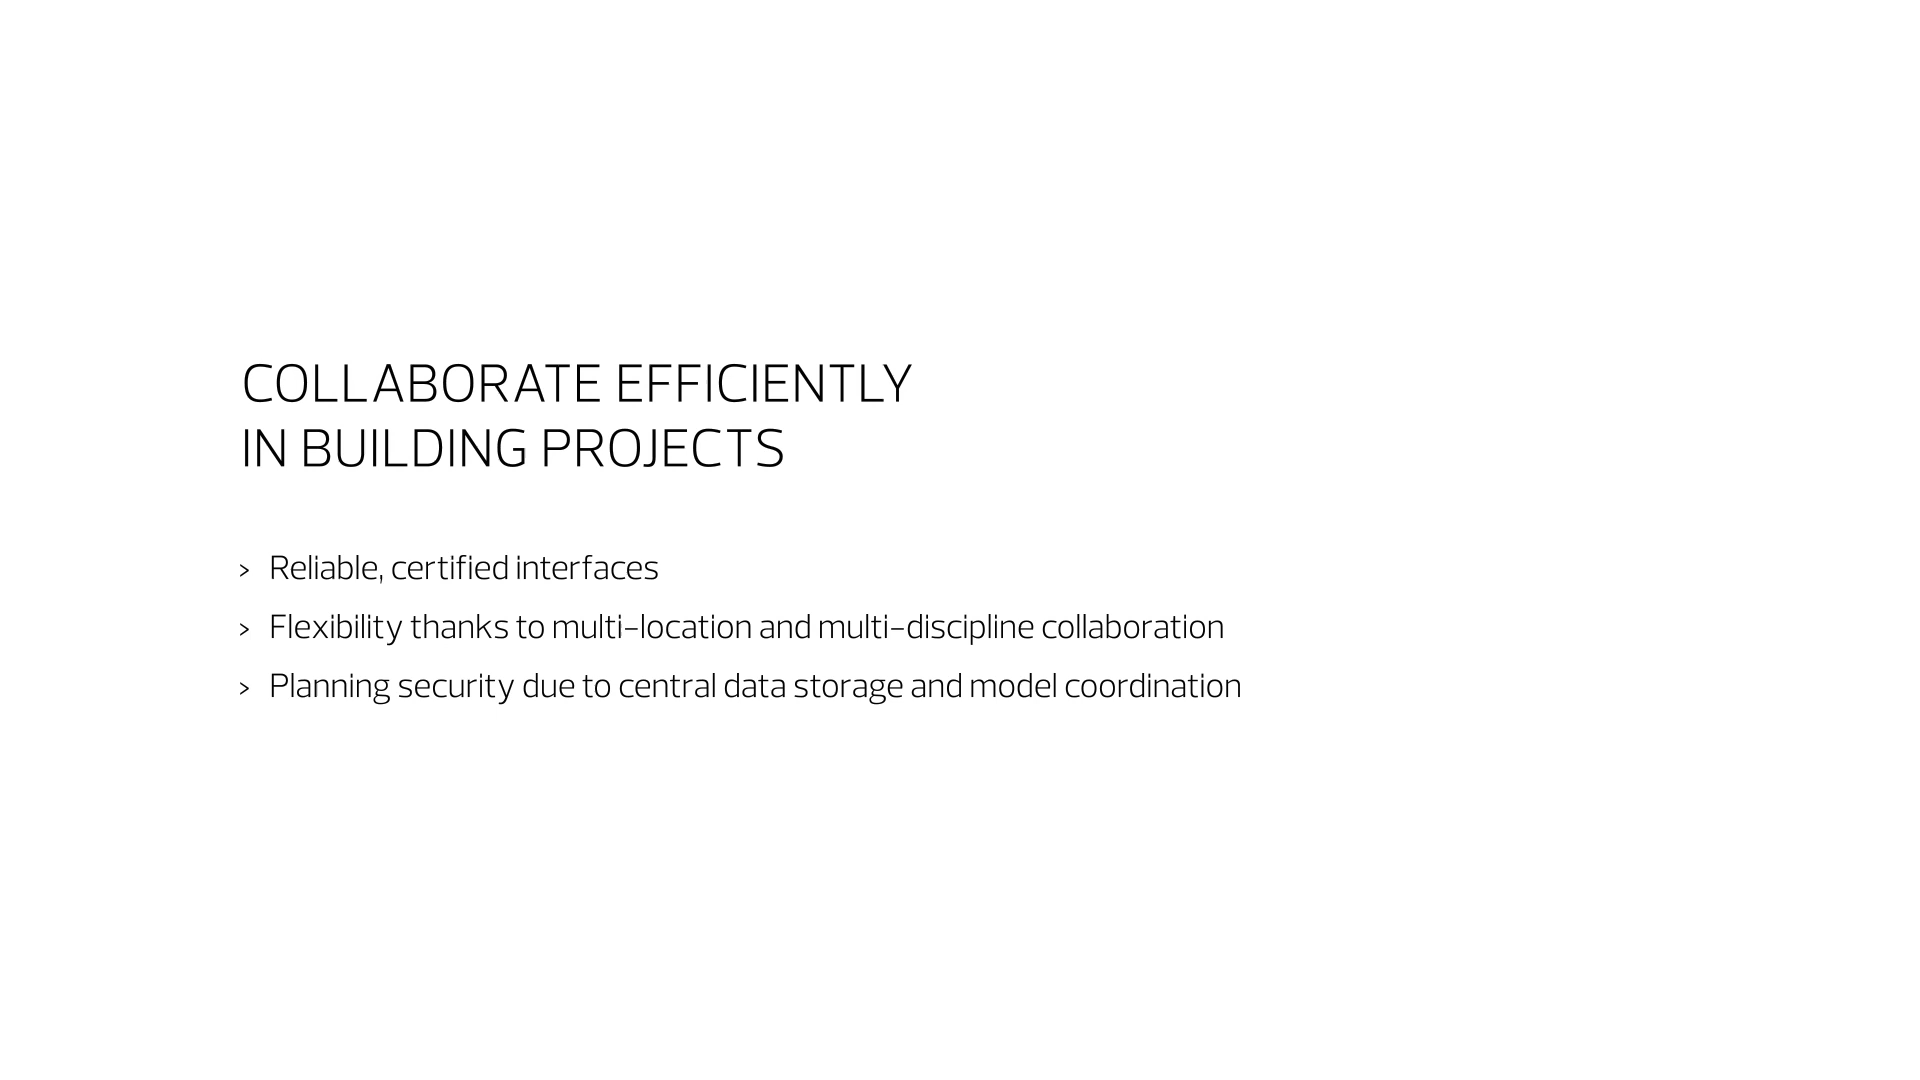 COLLABORATE EFFICIENTLY
IN BUILDING PROJECTS
> Reliable, certified interfaces
> Flexibility thanks to multi-location and multi-discipline collaboration
> Planning security due to central data storage and model coordination